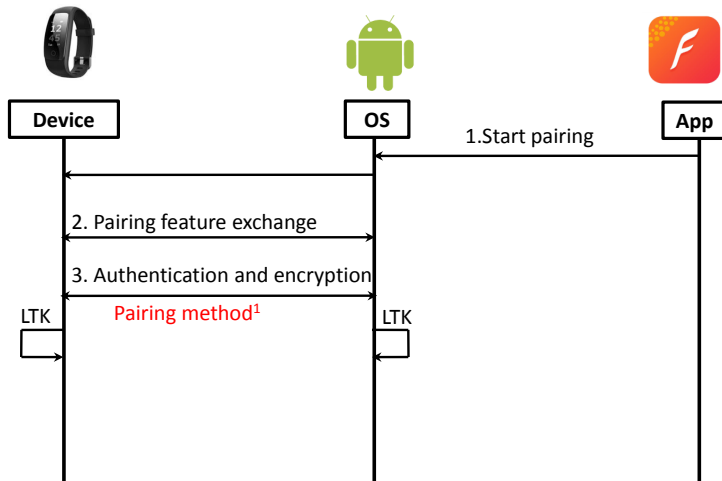 Device
OS
App
1.Start pairing
2. Pairing feature exchange
3. Authentication and encryption
LTK
Pairing method1
LTK